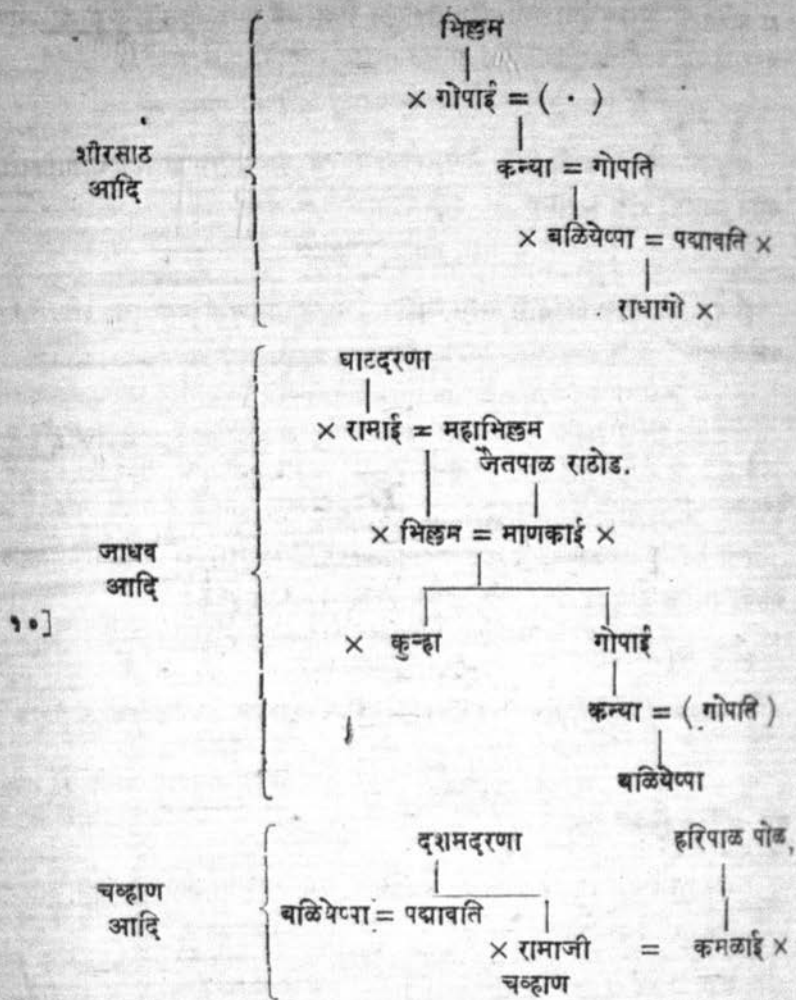 भिल्लम
× गोपाई = ( · )
शीरसाठ
आदि
कन्या = गोपति
× बळियेप्पा = पद्मावति ×
राधागो ×
घाटदरणा
× रामाई = महाभिल्लम
जैतपाळ राठोड.
× भिल्लम = माणकाई ×
जाधव
आदि
१०]
× कुन्हा गोपाई
कन्या = ( गोपति )
बळियेप्पा
दशमदरणा हरिपाळ पोळ,
चव्हाण
आदि
बळियेप्पा = पद्मावति
× रामाजी = कमळाई ×
चव्हाण